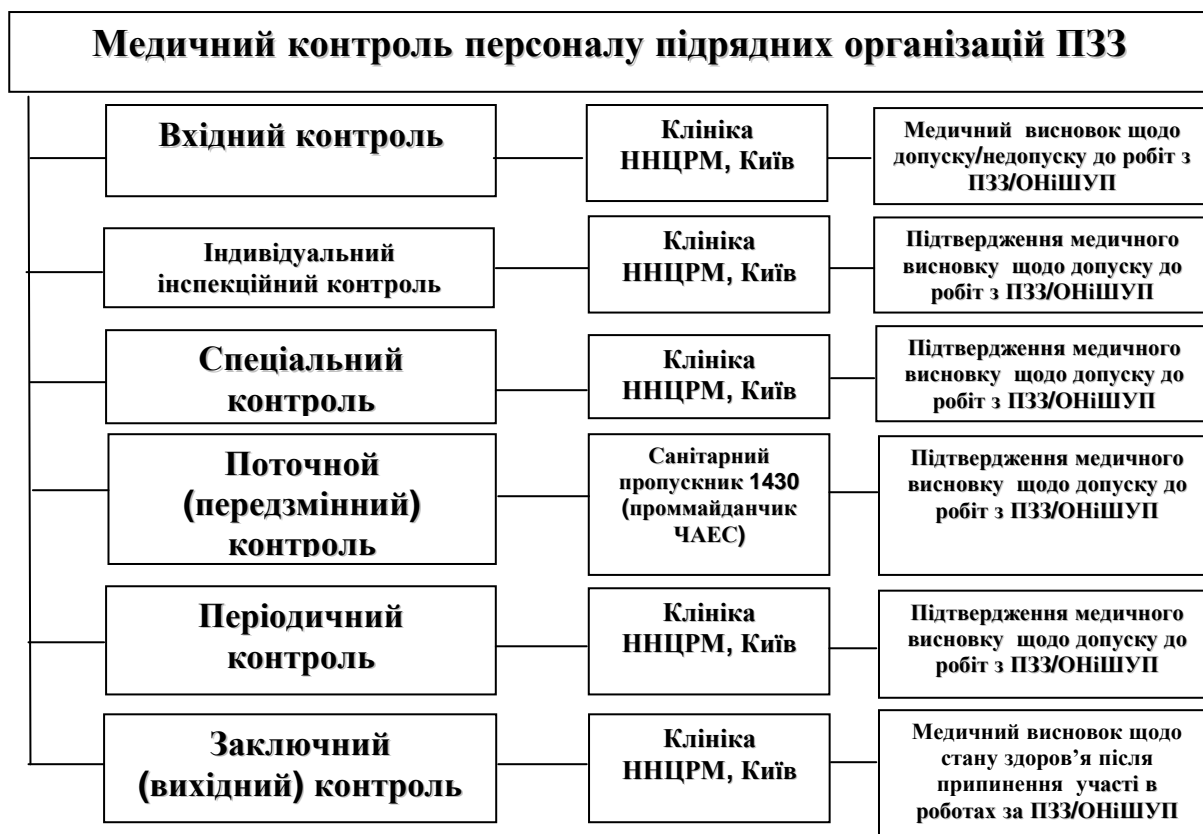 Медичний контроль персоналу підрядних організацій ПЗЗ
Вхідний контроль
Клініка
ННЦРМ, Київ
Медичний висновок щодо
допуску/недопуску до робіт з
ПЗЗ/ОНіШУП
Індивідуальний
інспекційний контроль
Клініка
ННЦРМ, Київ
Підтвердження медичного
висновку щодо допуску до
робіт з ПЗЗ/ОНіШУП
Спеціальний
контроль
Клініка
ННЦРМ, Київ
Підтвердження медичного
висновку щодо допуску до
робіт з ПЗЗ/ОНіШУП
Поточной
(передзмінний)
контроль
Санітарний
пропускник 1430
(проммайданчик
ЧАЕС)
Підтвердження медичного
висновку щодо допуску до
робіт з ПЗЗ/ОНіШУП
Періодичний
контроль
Клініка
ННЦРМ, Київ
Підтвердження медичного
висновку щодо допуску до
робіт з ПЗЗ/ОНіШУП
Заключний
(вихідний) контроль
Клініка
ННЦРМ, Київ
Медичний висновок щодо
стану здоров’я після
припинення участі в
роботах за ПЗЗ/ОНіШУП